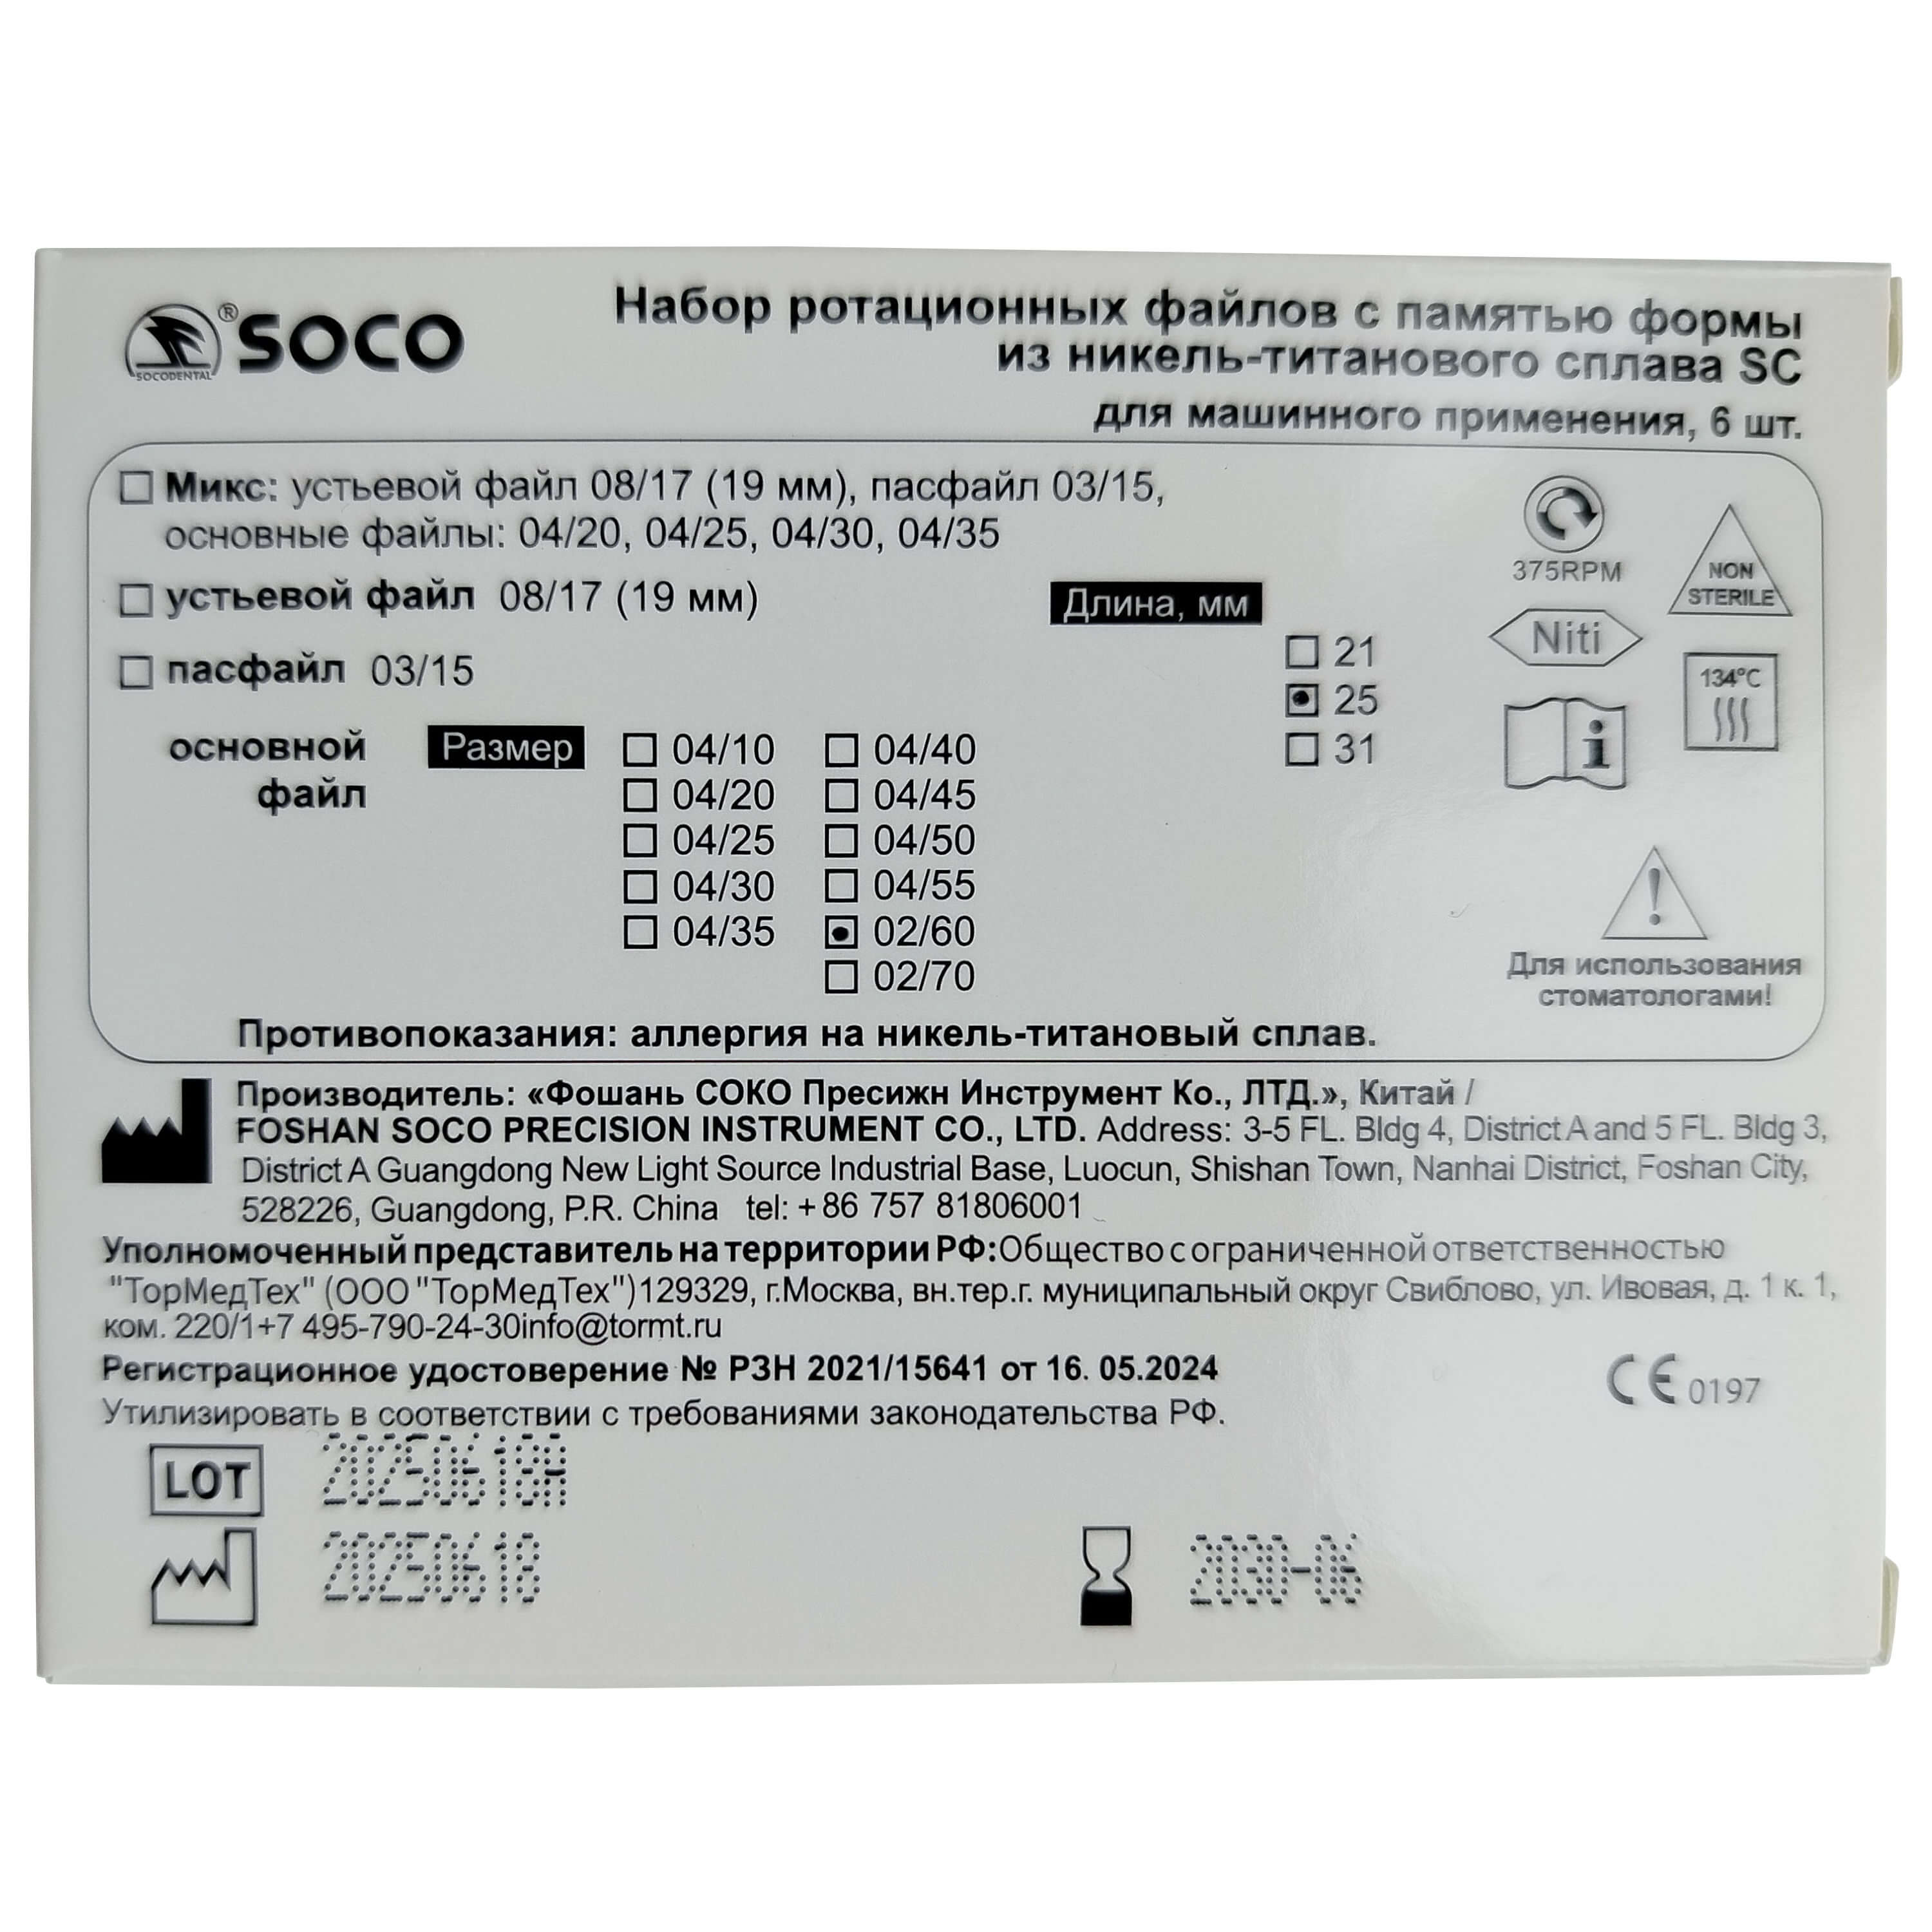 SOCODENTAL ® SOCO
Набор ротационных файлов с памятью формы
из никель-титанового сплава SC
для машинного применения, 6 шт.
Микс: устьевой файл 08/17 (19 мм), пасфайл 03/15,
основные файлы: 04/20, 04/25, 04/30, 04/35
устьевой файл 08/17 (19 мм)
пасфайл 03/15
основной
файл
Размер
04/10
04/20
04/25
04/30
04/35
04/40
04/45
04/50
04/55
02/60
02/70
Длина, мм
21
25
31
375RPM
NON
STERILE
Niti
134°C
i
!
Для использования
стоматологами!
Противопоказания: аллергия на никель-титановый сплав.
Производитель: «Фошань СОКО Пресижн Инструмент Ко., ЛТД.», Китай /
FOSHAN SOCO PRECISION INSTRUMENT CO., LTD. Address: 3-5 FL. Bldg 4, District A and 5 FL. Bldg 3,
District A Guangdong New Light Source Industrial Base, Luocun, Shishan Town, Nanhai District, Foshan City,
528226, Guangdong, P.R. China tel: +86 757 81806001
Уполномоченный представитель на территории РФ:Общество с ограниченной ответственностью
"ТорМедТех" (ООО "ТорМедТех")129329, г.Москва, вн.тер.г. муниципальный округ Свиблово, ул. Ивовая, д. 1 к. 1,
ком. 220/1+7 495-790-24-30info@tormt.ru
Регистрационное удостоверение № РЗН 2021/15641 от 16. 05.2024
Утилизировать в соответствии с требованиями законодательства РФ.
CE 0197
LOT 20250618A
20250618
2030-06